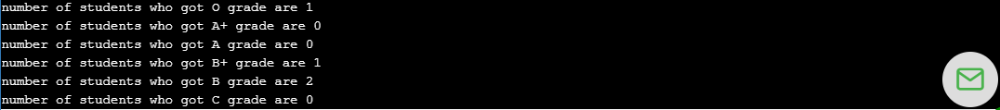 number of students who got O grade are 1
number of students who got A+ grade are 0
number of students who got A grade are 0
number of students who got B+ grade are 1
number of students who got B grade are 2
number of students who got C grade are 0